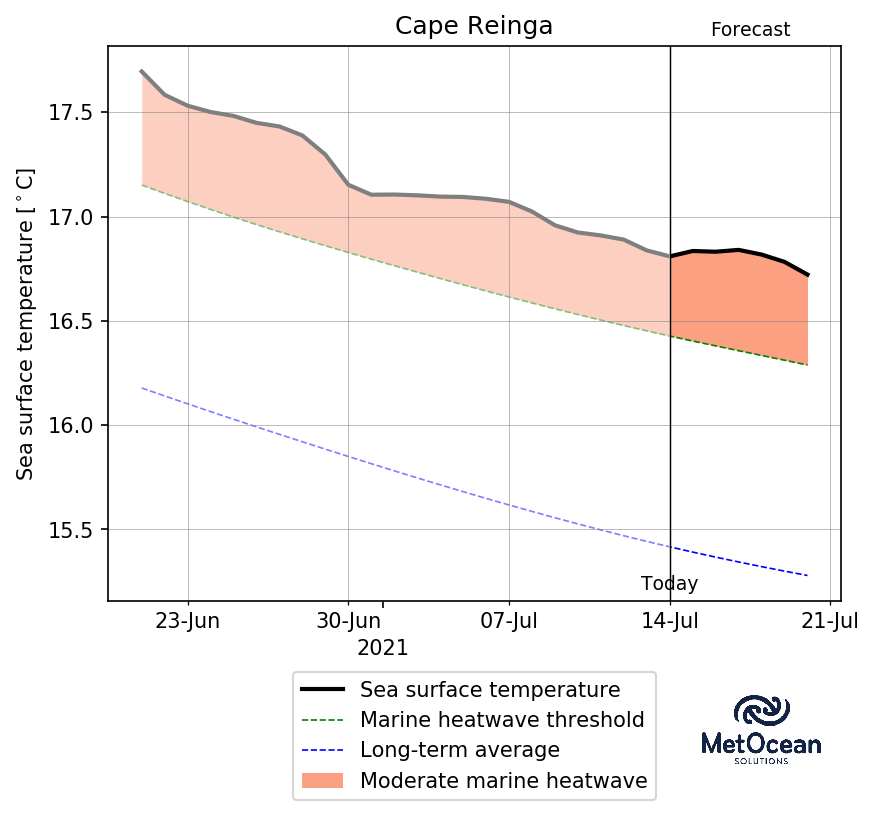 Cape Reinga
Forecast
Sea surface temperature [°C]
17.5
17.0
16.5
16.0
15.5
Today
23-Jun
30-Jun
07-Jul
14-Jul
21-Jul
2021
Sea surface temperature
Marine heatwave threshold
Long-term average
Moderate marine heatwave
MetOcean
SOLUTIONS